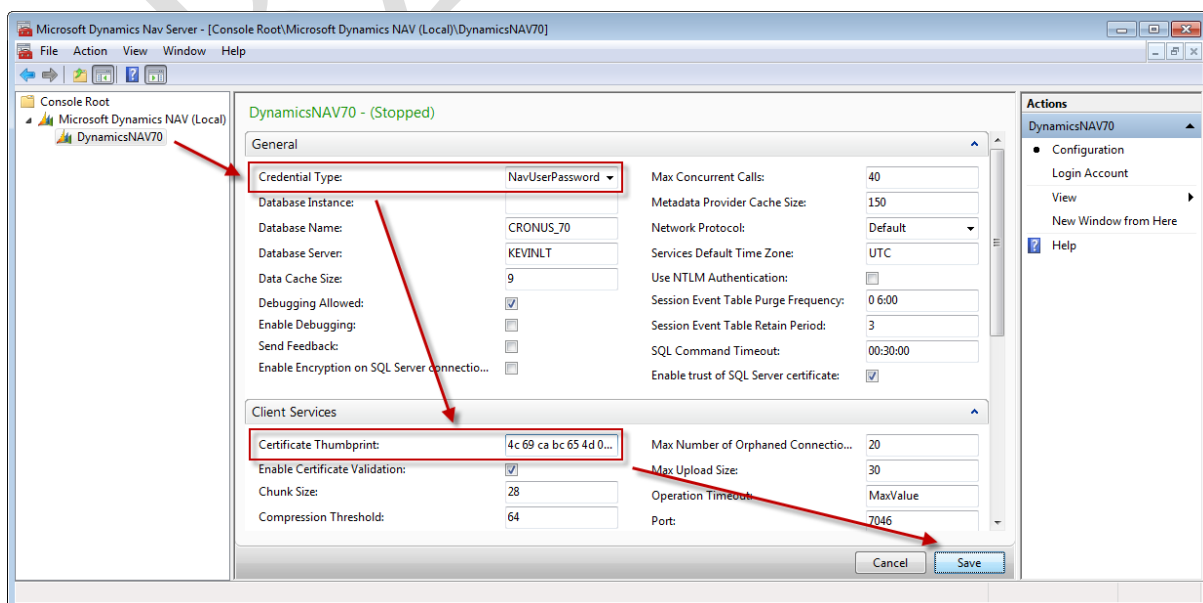 Microsoft Dynamics Nav Server - [Console Root\Microsoft Dynamics NAV (Local)\DynamicsNAV70]
File Action View Window Help
Console Root
Microsoft Dynamics NAV (Local)
DynamicsNAV70
DynamicsNAV70 - (Stopped)
General
Credential Type: NavUserPassword
Database Instance:
Database Name: CRONUS_70
Database Server: KEVINLT
Data Cache Size: 9
Debugging Allowed:
Enable Debugging:
Send Feedback:
Enable Encryption on SQL Server connectio...
Max Concurrent Calls: 40
Metadata Provider Cache Size: 150
Network Protocol: Default
Services Default Time Zone: UTC
Use NTLM Authentication:
Session Event Table Purge Frequency: 0 6:00
Session Event Table Retain Period: 3
SQL Command Timeout: 00:30:00
Enable trust of SQL Server certificate:
Client Services
Certificate Thumbprint: 4c 69 ca bc 65 4d 0...
Enable Certificate Validation:
Chunk Size: 28
Compression Threshold: 64
Max Number of Orphaned Connectio... 20
Max Upload Size: 30
Operation Timeout: MaxValue
Port: 7046
Cancel Save
Actions
DynamicsNAV70
Configuration
Login Account
View
New Window from Here
Help